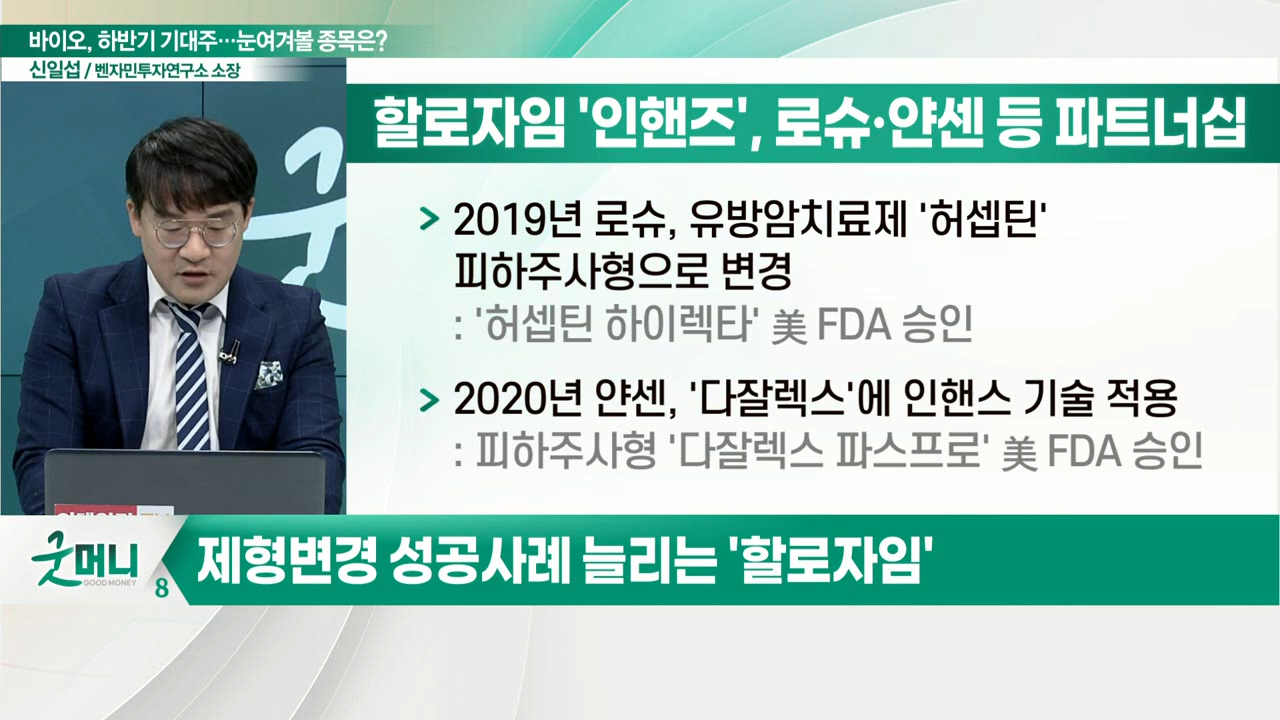 바이오, 하반기 기대주…눈여겨볼 종목은?
신일섭 / 벤자민투자연구소 소장
할로자임 '인핸즈', 로슈·얀센 등 파트너십
> 2019년 로슈, 유방암치료제 '허셉틴'
피하주사형으로 변경
: '허셉틴 하이렉타' 美 FDA 승인
> 2020년 얀센, '다잘렉스'에 인핸스 기술 적용
: 피하주사형 '다잘렉스 파스프로' 美 FDA 승인
굿머니
GOOD MONEY
8
제형변경 성공사례 늘리는 '할로자임'